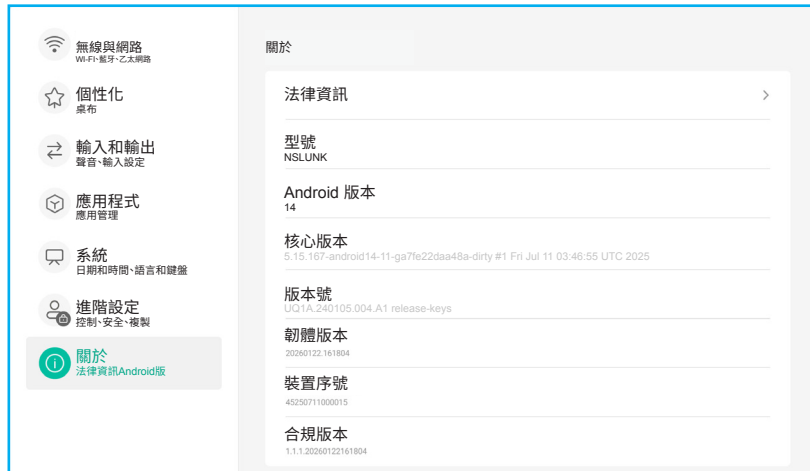 無線與網路
WI-FI、藍牙、乙太網路
個性化
桌布
輸入和輸出
聲音、輸入設定
應用程式
應用管理
系統
日期和時間、語言和鍵盤
進階設定
控制、安全、複製
關於
法律資訊Android版
關於
法律資訊
型號
NSLUNK
Android 版本
14
核心版本
5.15.167-android14-11-ga7fe22daa48a-dirty #1 Fri Jul 11 03:46:55 UTC 2025
版本號
UQ1A.240105.004.A1 release-keys
韌體版本
20260122.161804
裝置序號
45250711000015
合規版本
1.1.1.20260122161804